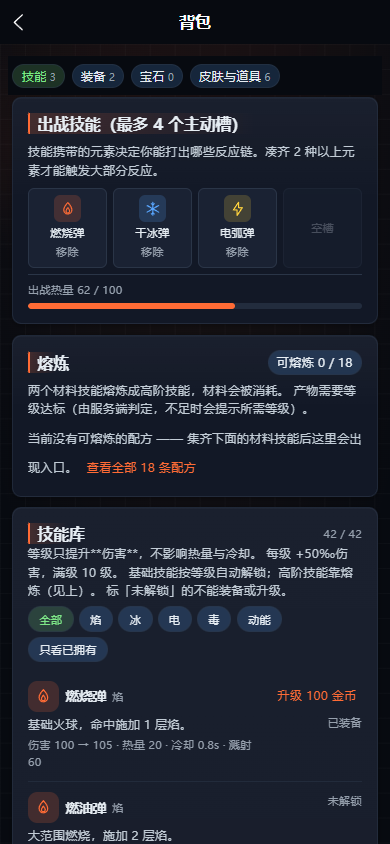 背包
技能 3
装备 2
宝石 0
皮肤与道具 6
出战技能（最多 4 个主动槽）
技能携带的元素决定你能打出哪些反应链。凑齐 2 种以上元
素才能触发大部分反应。
燃烧弹
干冰弹
电弧弹
空槽
移除
移除
移除
出战热量 62 / 100
熔炼
可熔炼 0 / 18
两个材料技能熔炼成高阶技能，材料会被消耗。 产物需要等
级达标（由服务端判定，不足时会提示所需等级）。
当前没有可熔炼的配方 —— 集齐下面的材料技能后这里会出
现入口。 查看全部 18 条配方
技能库
42 / 42
等级只提升**伤害**，不影响热量与冷却。 每级 +50‰伤
害，满级 10 级。 基础技能按等级自动解锁；高阶技能靠熔
炼（见上）。 标「未解锁」的不能装备或升级。
全部
焰
冰
电
毒
动能
只看已拥有
燃烧弹 焰
升级 100 金币
基础火球，命中施加 1 层焰。
已装备
伤害 100 → 105 · 热量 20 · 冷却 0.8s · 溅射
60
燃油弹 焰
未解锁
大范围燃烧，施加 2 层焰。